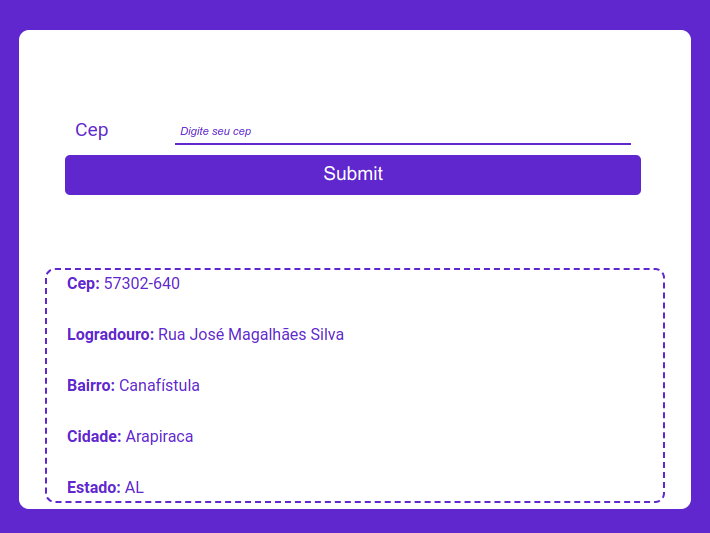 Cep
Digite seu cep
Submit
Cep: 57302-640
Logradouro: Rua José Magalhães Silva
Bairro: Canafístula
Cidade: Arapiraca
Estado: AL